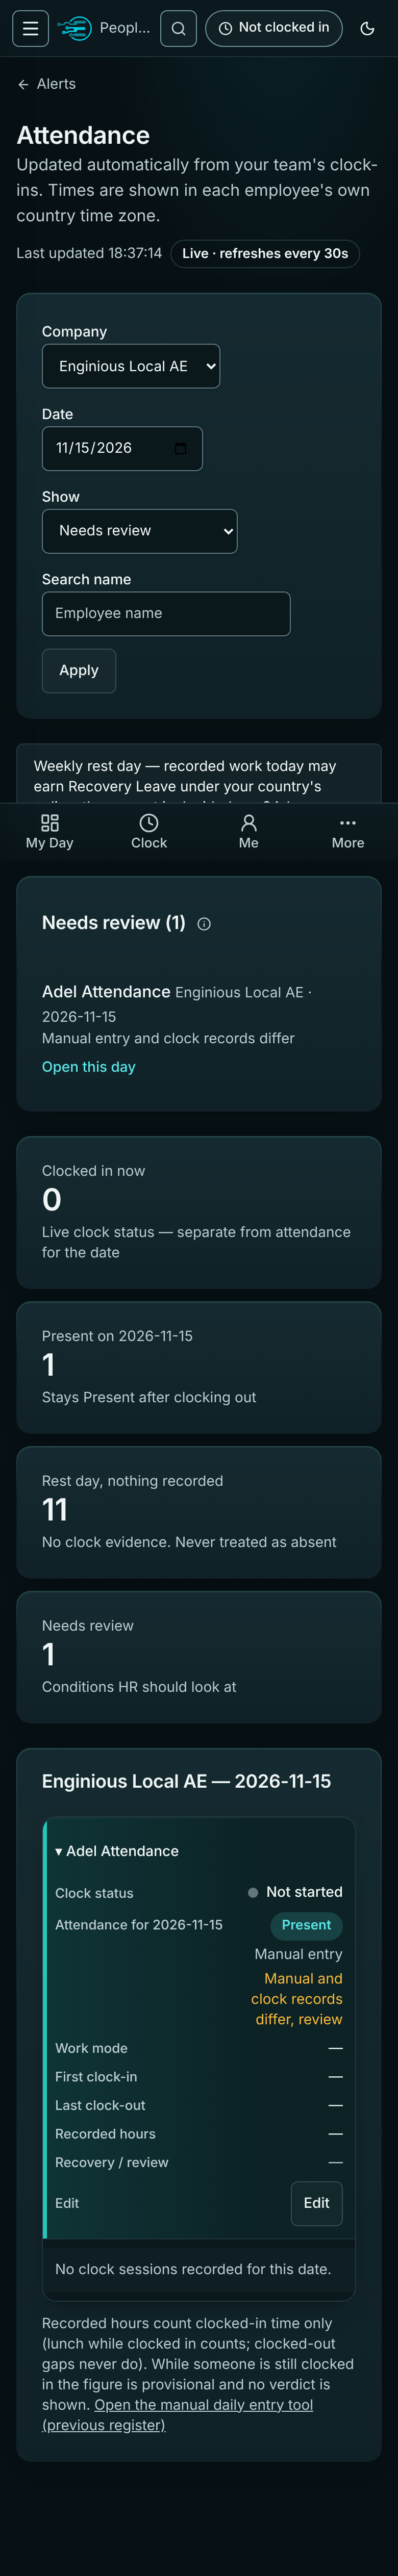 Peopl...
Not clocked in
← Alerts
Attendance
Updated automatically from your team's clock-
ins. Times are shown in each employee's own
country time zone.
Last updated 18:37:14
Live · refreshes every 30s
Company
Enginious Local AE
Date
11/15/2026
Show
Needs review
Search name
Employee name
Apply
Weekly rest day — recorded work today may
earn Recovery Leave under your country's
My Day
Clock
Me
More
Needs review (1)
Adel Attendance Enginious Local AE ·
2026-11-15
Manual entry and clock records differ
Open this day
Clocked in now
0
Live clock status — separate from attendance
for the date
Present on 2026-11-15
1
Stays Present after clocking out
Rest day, nothing recorded
11
No clock evidence. Never treated as absent
Needs review
1
Conditions HR should look at
Enginious Local AE — 2026-11-15
▾ Adel Attendance
Clock status
Not started
Attendance for 2026-11-15
Present
Manual entry
Manual and
clock records
differ, review
Work mode —
First clock-in —
Last clock-out —
Recorded hours —
Recovery / review —
Edit
Edit
No clock sessions recorded for this date.
Recorded hours count clocked-in time only
(lunch while clocked in counts; clocked-out
gaps never do). While someone is still clocked
in the figure is provisional and no verdict is
shown. Open the manual daily entry tool
(previous register)